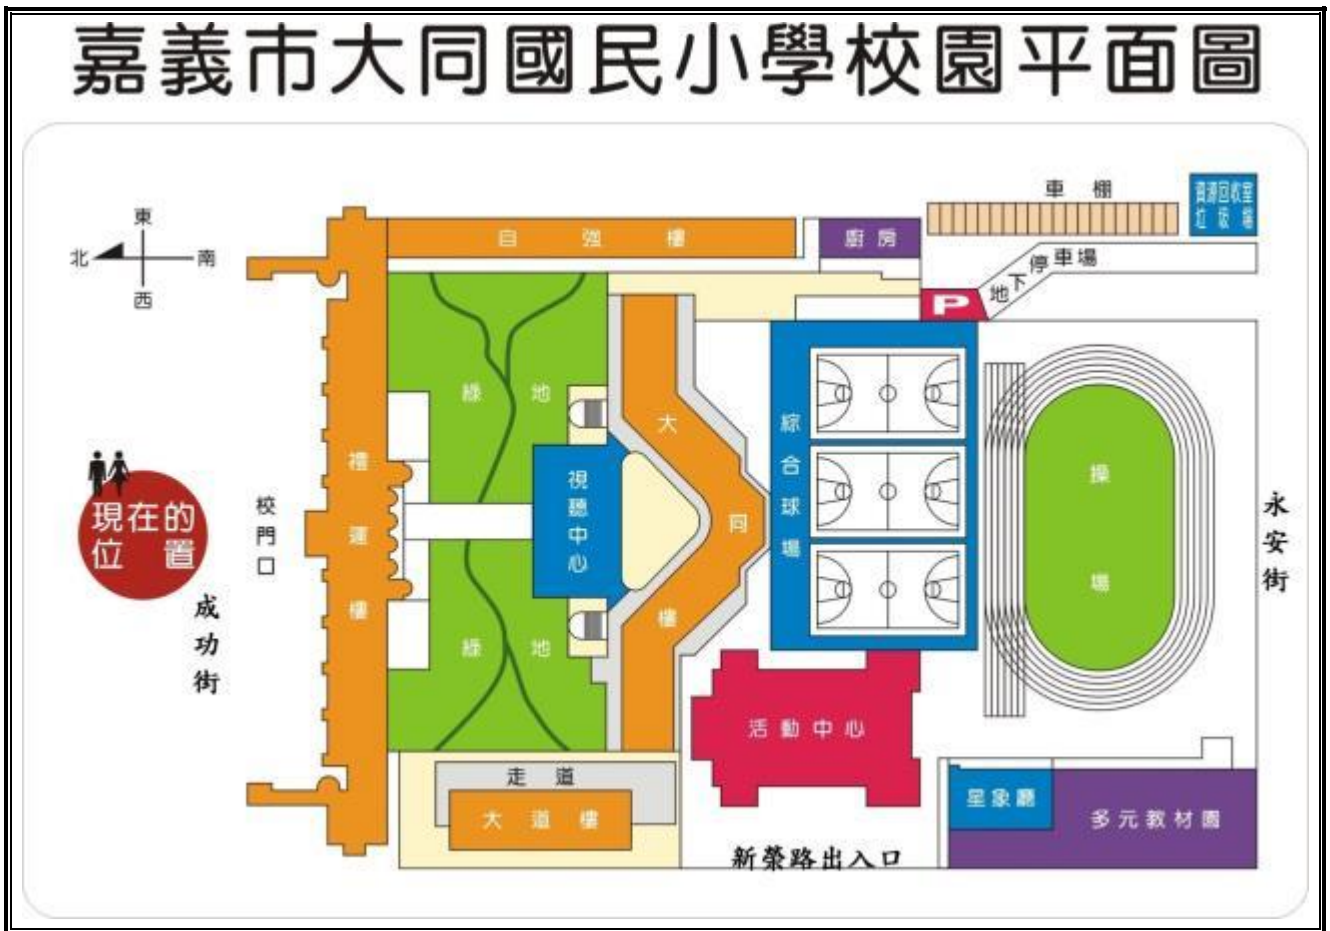 嘉義市大同國民小學校園平面圖
東
北
南
西
車棚
資源回收室
垃圾場
自強樓
廚房
地下停車場
P
綠地
大同樓
視聽中心
綜合球場
操場
禮運樓
校門口
現在的
位置
成功街
永安街
綠地
活動中心
走道
大道樓
星象廳
多元教材園
新榮路出入口